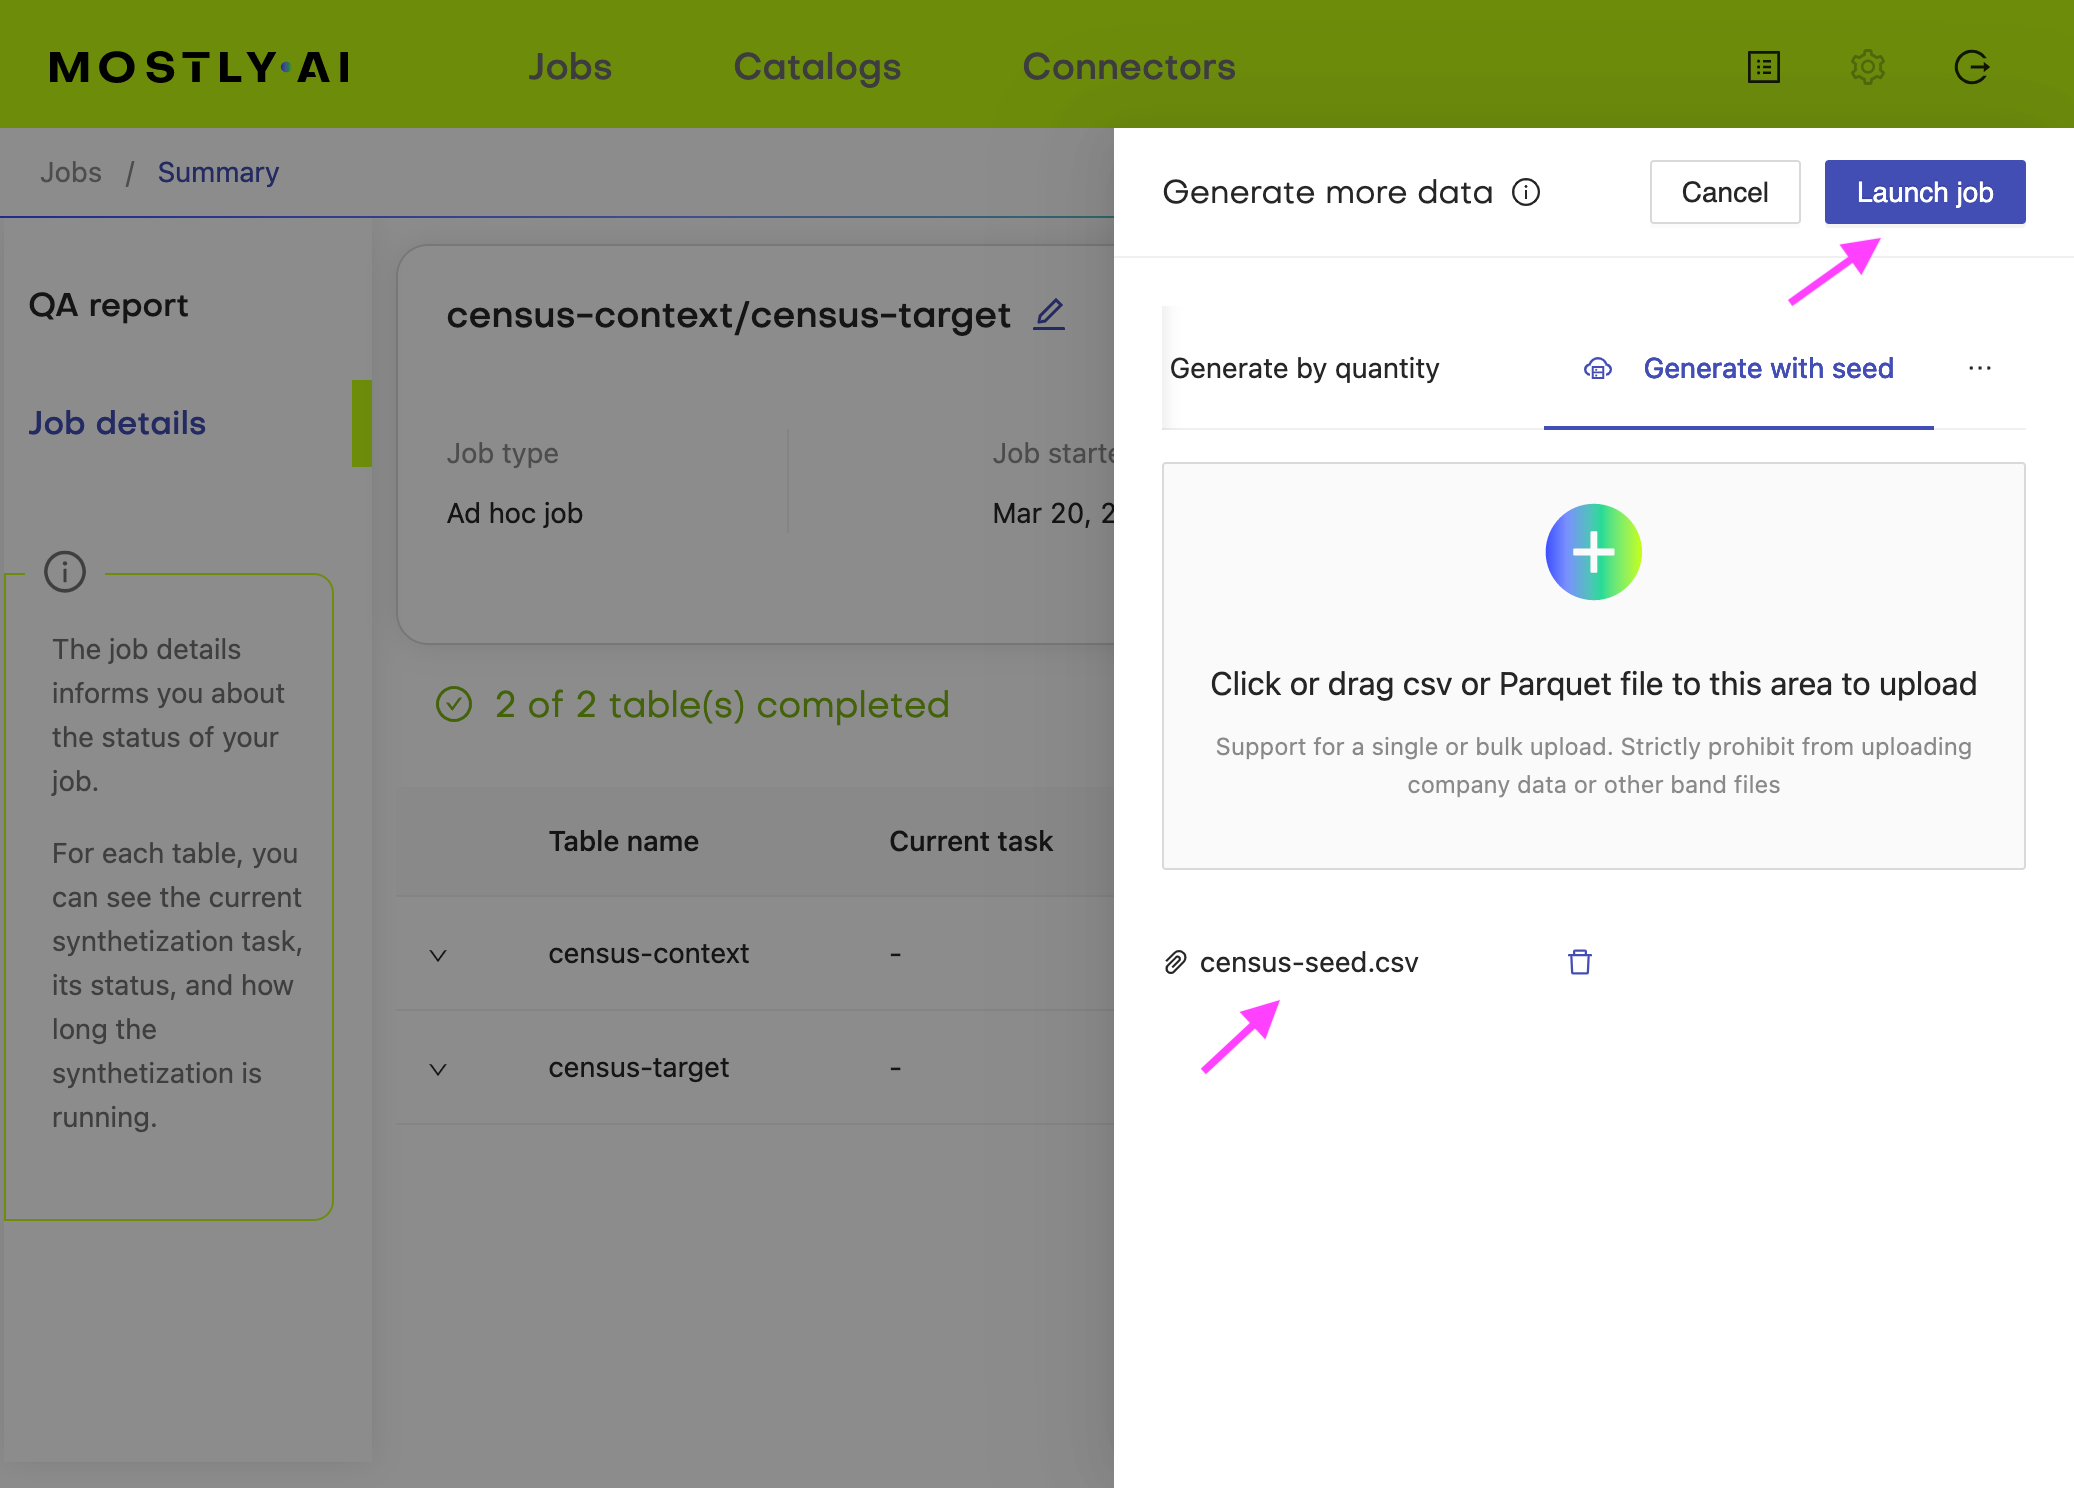 MOSTLY·AI
Jobs
Catalogs
Connectors
Jobs / Summary
QA report
Job details
The job details
informs you about
the status of your
job.
For each table, you
can see the current
synthetization task,
its status, and how
long the
synthetization is
running.
census-context/census-target
Job type
Ad hoc job
Job starte
Mar 20, 2
2 of 2 table(s) completed
Table name
Current task
census-context
-
census-target
-
Generate more data
Cancel
Launch job
Generate by quantity
Generate with seed
...
Click or drag csv or Parquet file to this area to upload
Support for a single or bulk upload. Strictly prohibit from uploading
company data or other band files
census-seed.csv